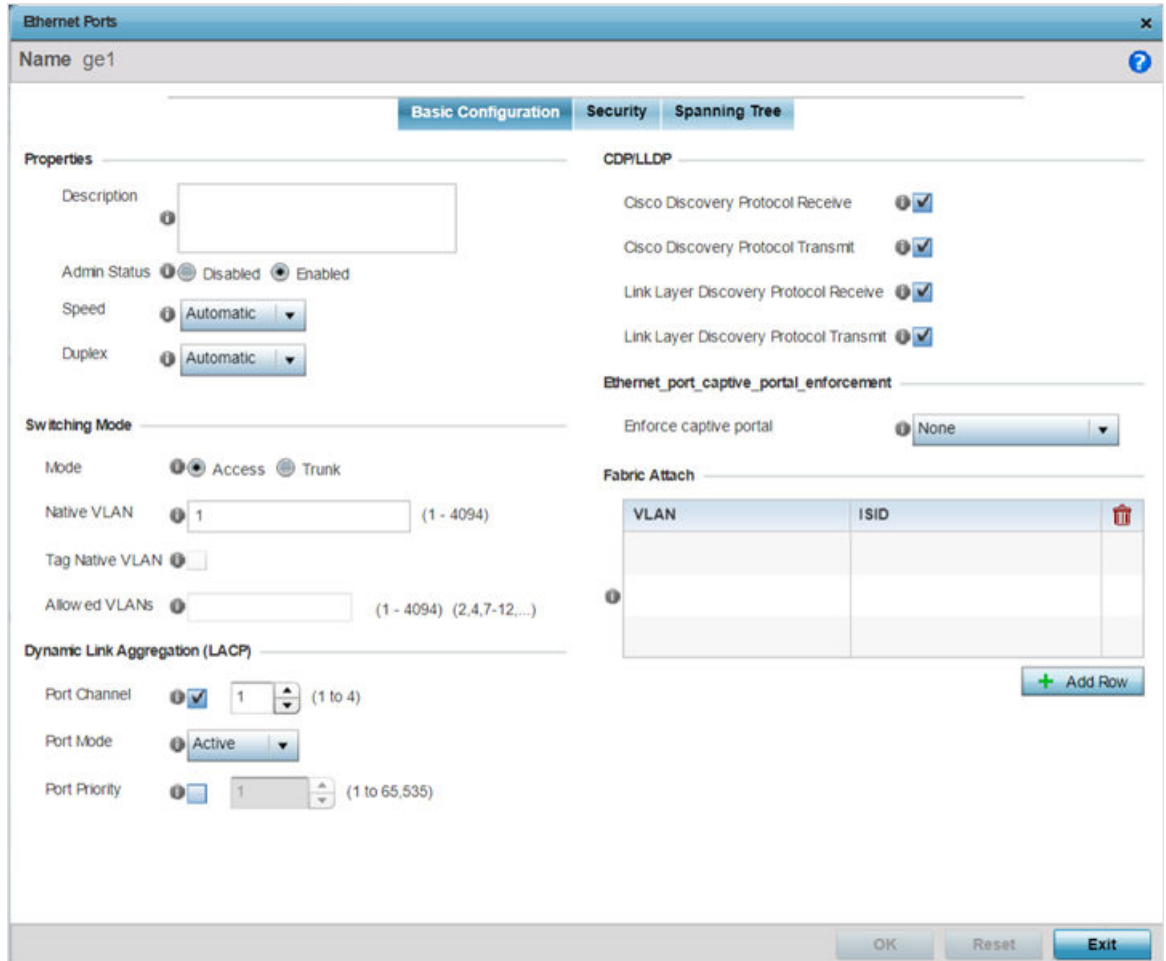 Ethernet Ports
Name ge1
Basic Configuration Security Spanning Tree
Properties
Description
Admin Status Disabled Enabled
Speed Automatic
Duplex Automatic
Switching Mode
Mode Access Trunk
Native VLAN 1 (1 - 4094)
Tag Native VLAN
Allowed VLANs (1 - 4094) (2,4,7-12,...)
Dynamic Link Aggregation (LACP)
Port Channel 1 (1 to 4)
Port Mode Active
Port Priority 1 (1 to 65,535)
CDP/LLDP
Cisco Discovery Protocol Receive
Cisco Discovery Protocol Transmit
Link Layer Discovery Protocol Receive
Link Layer Discovery Protocol Transmit
Ethernet_port_captive_portal_enforcement
Enforce captive portal None
Fabric Attach
VLAN ISID
Add Row
OK Reset Exit